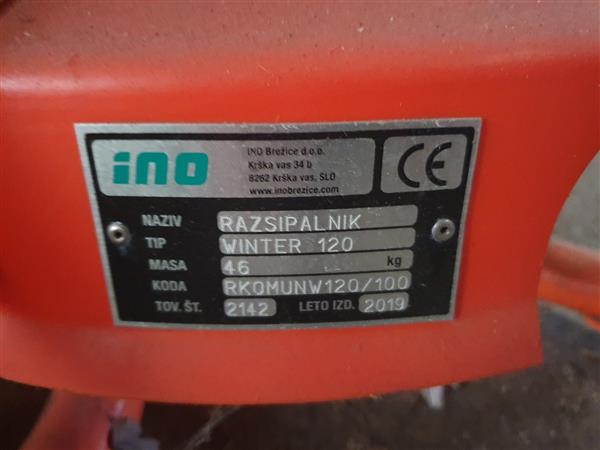 ino
INO Brežice d.o.o.
Krška vas 34 b
8262 Krška vas, SLO
www.inobrezice.com
CE
NAZIV RAZSIPALNIK
TIP WINTER 120
MASA 46 kg
KODA RKOMUNW120/100
TOV. ŠT. 2142 LETO IZD. 2019